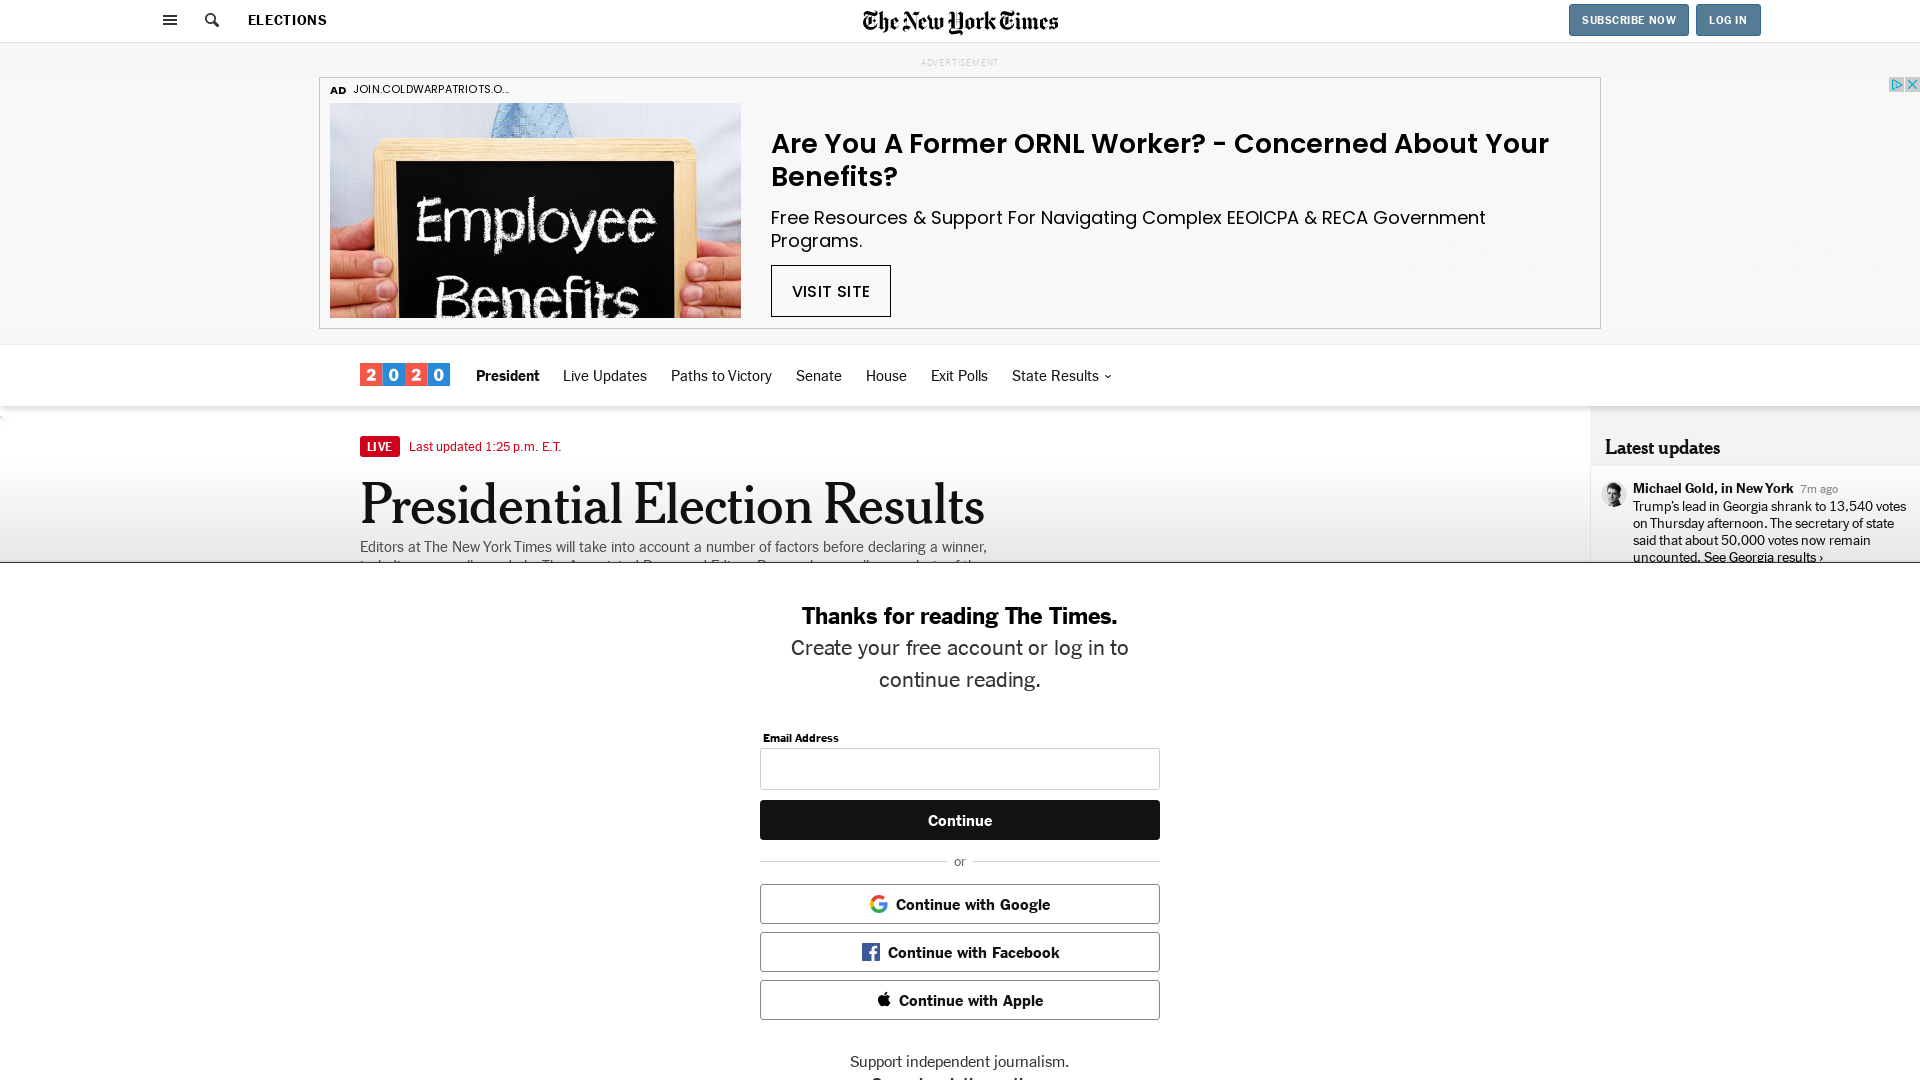 ELECTIONS
The New York Times
SUBSCRIBE NOW
LOG IN
ADVERTISEMENT
AD JOIN.COLDWARPATRIOTS.O...
Employee
Benefits
Are You A Former ORNL Worker? - Concerned About Your
Benefits?
Free Resources & Support For Navigating Complex EEOICPA & RECA Government
Programs.
VISIT SITE
2020 President Live Updates Paths to Victory Senate House Exit Polls State Results
LIVE Last updated 1:25 p.m. E.T.
Presidential Election Results
Editors at The New York Times will take into account a number of factors before declaring a winner,
Latest updates
Michael Gold, in New York 7m ago
Trump's lead in Georgia shrank to 13,540 votes
on Thursday afternoon. The secretary of state
said that about 50,000 votes now remain
uncounted. See Georgia results ›
Thanks for reading The Times.
Create your free account or log in to
continue reading.
Email Address
Continue
or
Continue with Google
Continue with Facebook
Continue with Apple
Support independent journalism.